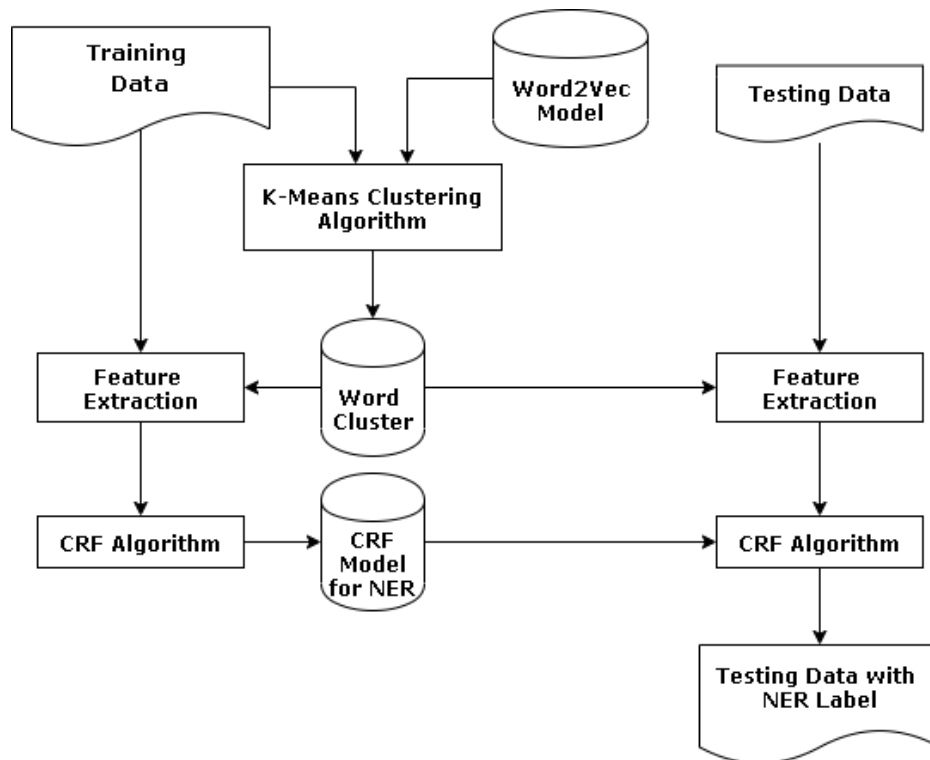 Training
Data
Word2Vec
Model
Testing Data
K-Means Clustering
Algorithm
Feature
Extraction
Word
Cluster
Feature
Extraction
CRF Algorithm
CRF
Model
for NER
CRF Algorithm
Testing Data with
NER Label